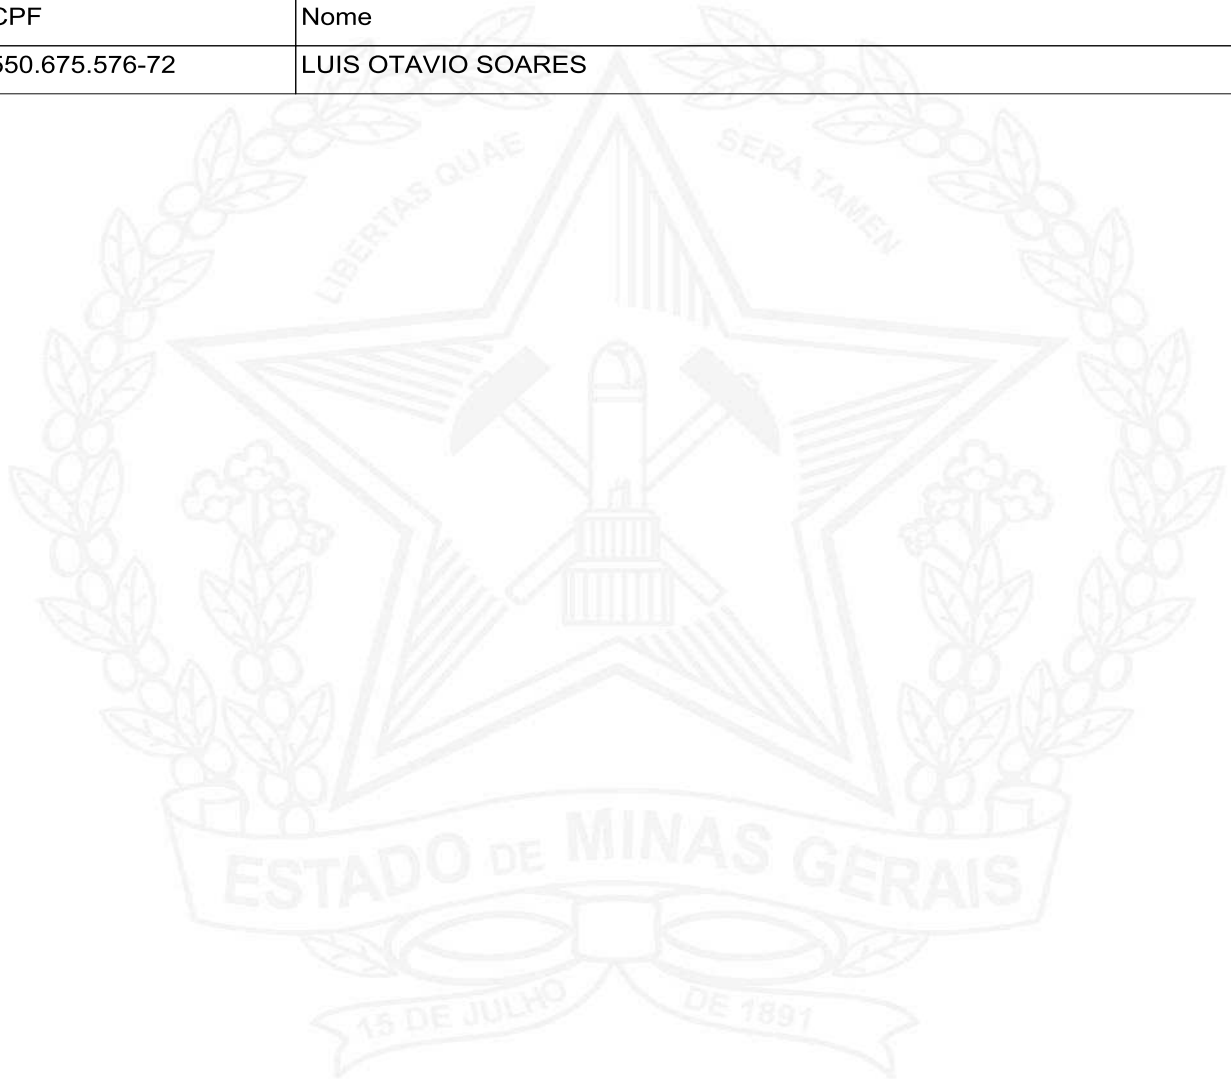 CPF Nome
550.675.576-72 LUIS OTAVIO SOARES
LIBERTAS QUAE SERA TAMEN
ESTADO DE MINAS GERAIS
15 DE JULHO DE 1891